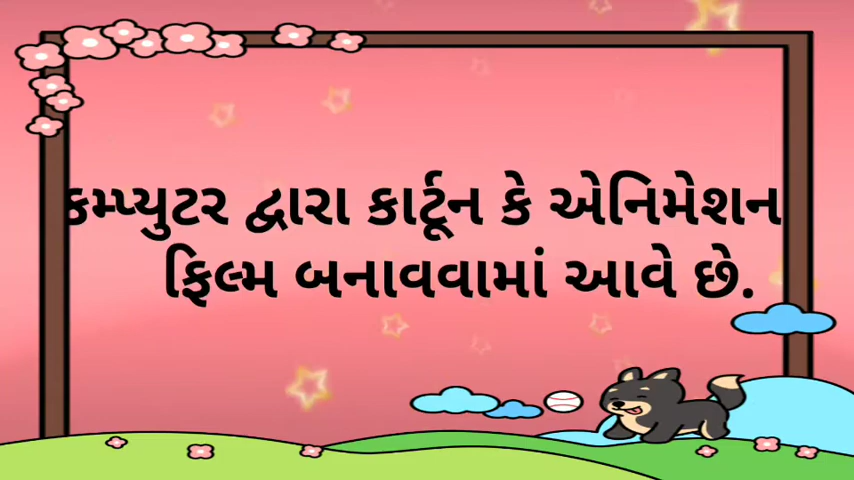 કમ્પ્યુટર દ્વારા કાર્ટૂન કે એનિમેશન
ફિલ્મ બનાવવામાં આવે છે.